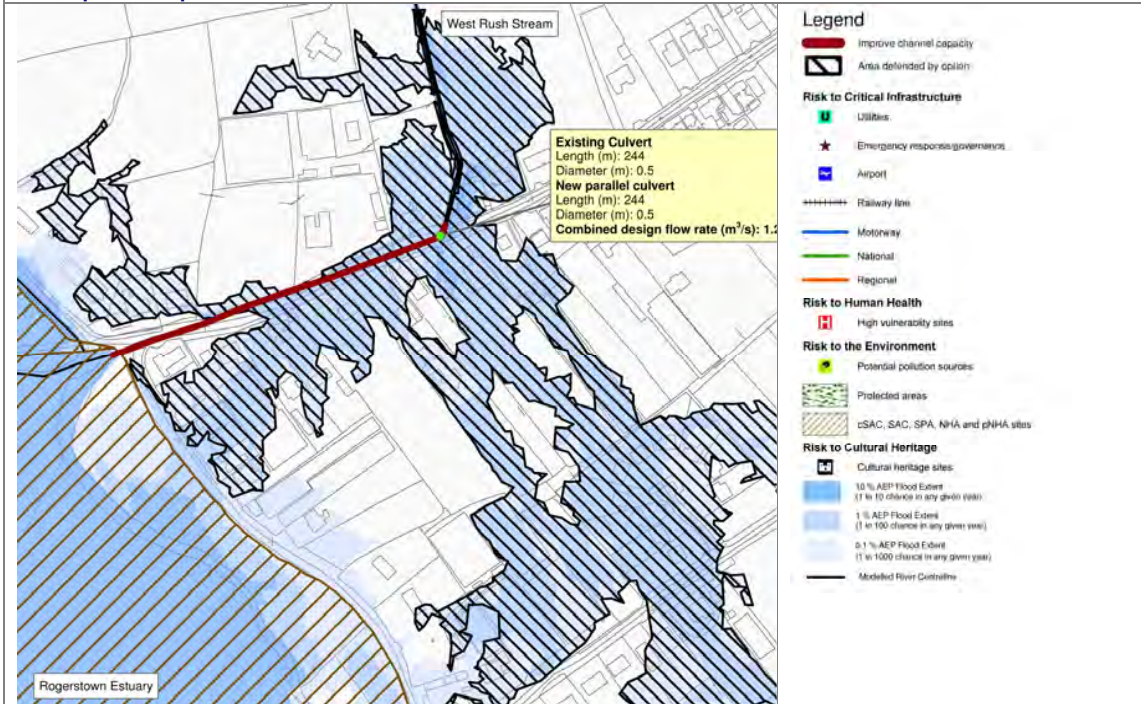 West Rush Stream
Existing Culvert
Length (m): 244
Diameter (m): 0.5
New parallel culvert
Length (m): 244
Diameter (m): 0.5
Combined design flow rate (m³/s): 1.2
Rogerstown Estuary
Legend
Improve channel capacity
Area defended by option
Risk to Critical Infrastructure
U
Utilities
Emergency response/governance
Airport
Railway line
Motorway
National
Regional
Risk to Human Health
H
High vulnerability sites
Risk to the Environment
Potential pollution sources
Protected areas
cSAC, SAC, SPA, NHA and pNHA sites
Risk to Cultural Heritage
Cultural heritage sites
10 % AEP Flood Extent
(1 in 10 chance in any given year)
1 % AEP Flood Extent
(1 in 100 chance in any given year)
0.1 % AEP Flood Extent
(1 in 1000 chance in any given year)
Modelled River Centreline